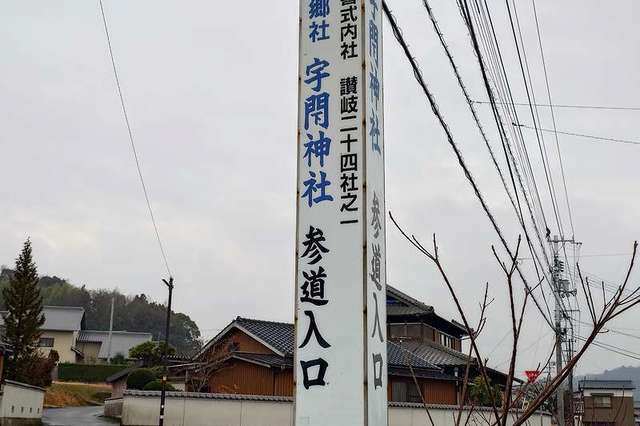 郷社
宇閇神社
参道入口
式内社　讃岐二十四社之一
宇閇神社
参道入口